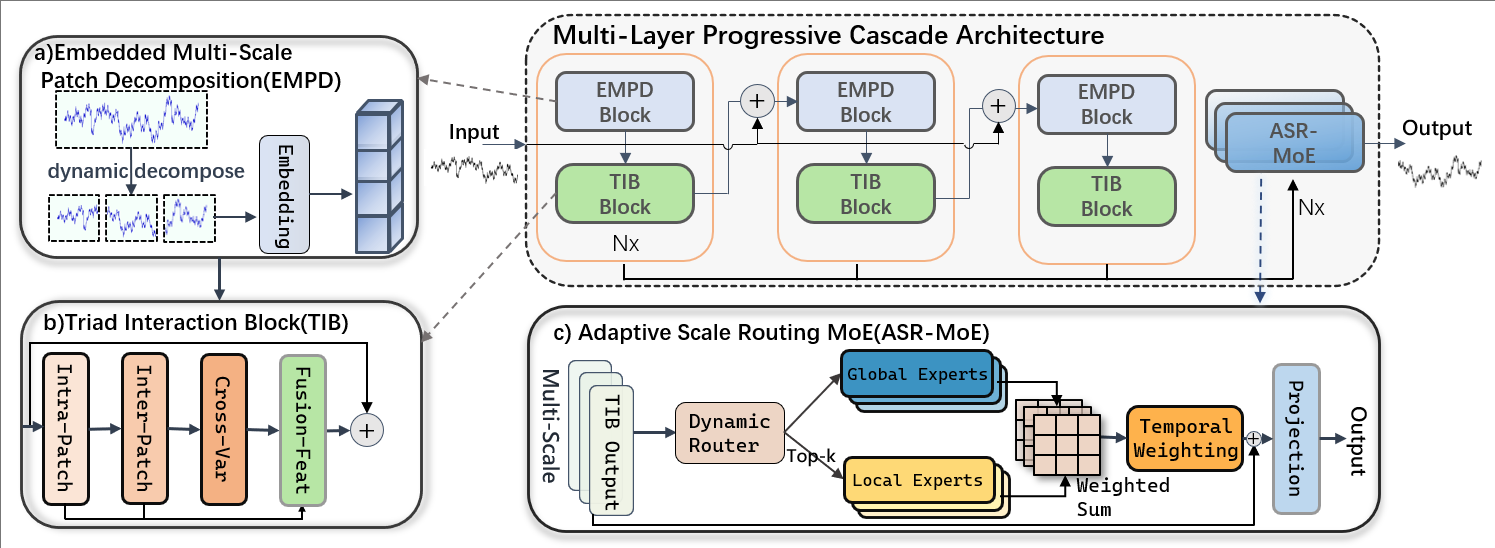 a)Embedded Multi-Scale
Patch Decomposition(EMPD)
dynamic decompose
Embedding
Multi-Layer Progressive Cascade Architecture
Input
EMPD
Block
TIB
Block
Nx
+
EMPD
Block
TIB
Block
+
EMPD
Block
TIB
Block
ASR-
MoE
Nx
Output
b)Triad Interaction Block(TIB)
Intra-Patch
Inter-Patch
Cross-Var
Fusion-Feat
+
c) Adaptive Scale Routing MoE(ASR-MoE)
Multi-Scale
TIB Output
Dynamic
Router
Top-k
Global Experts
Local Experts
Weighted
Sum
Temporal
Weighting
+
Projection
Output